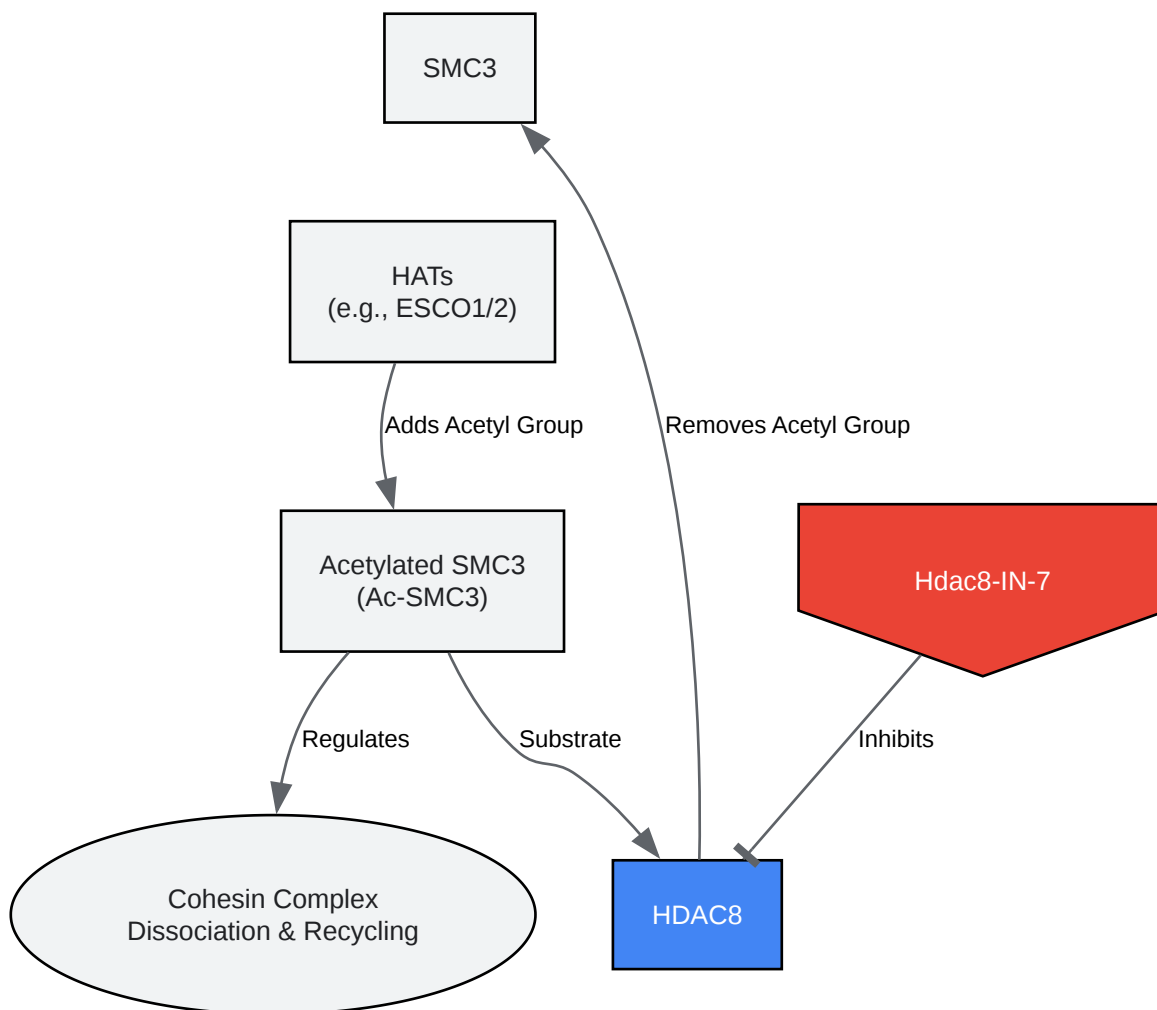 SMC3
HATs
(e.g., ESCO1/2)
Adds Acetyl Group
Removes Acetyl Group
Acetylated SMC3
(Ac-SMC3)
Hdac8-IN-7
Regulates
Substrate
Inhibits
Cohesin Complex
Dissociation & Recycling
HDAC8